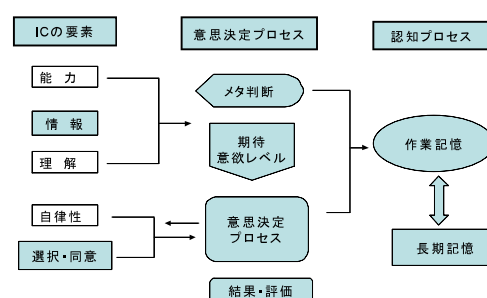 ICの要素
意思決定プロセス
認知プロセス
能 力
情 報
理 解
自律性
選択・同意
メタ判断
期待
意欲レベル
意思決定
プロセス
結果・評価
作業記憶
長期記憶